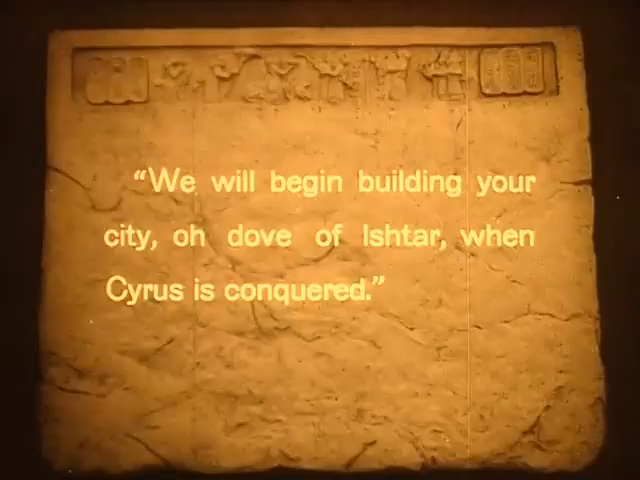 “We will begin building your
city, oh dove of Ishtar, when
Cyrus is conquered.”